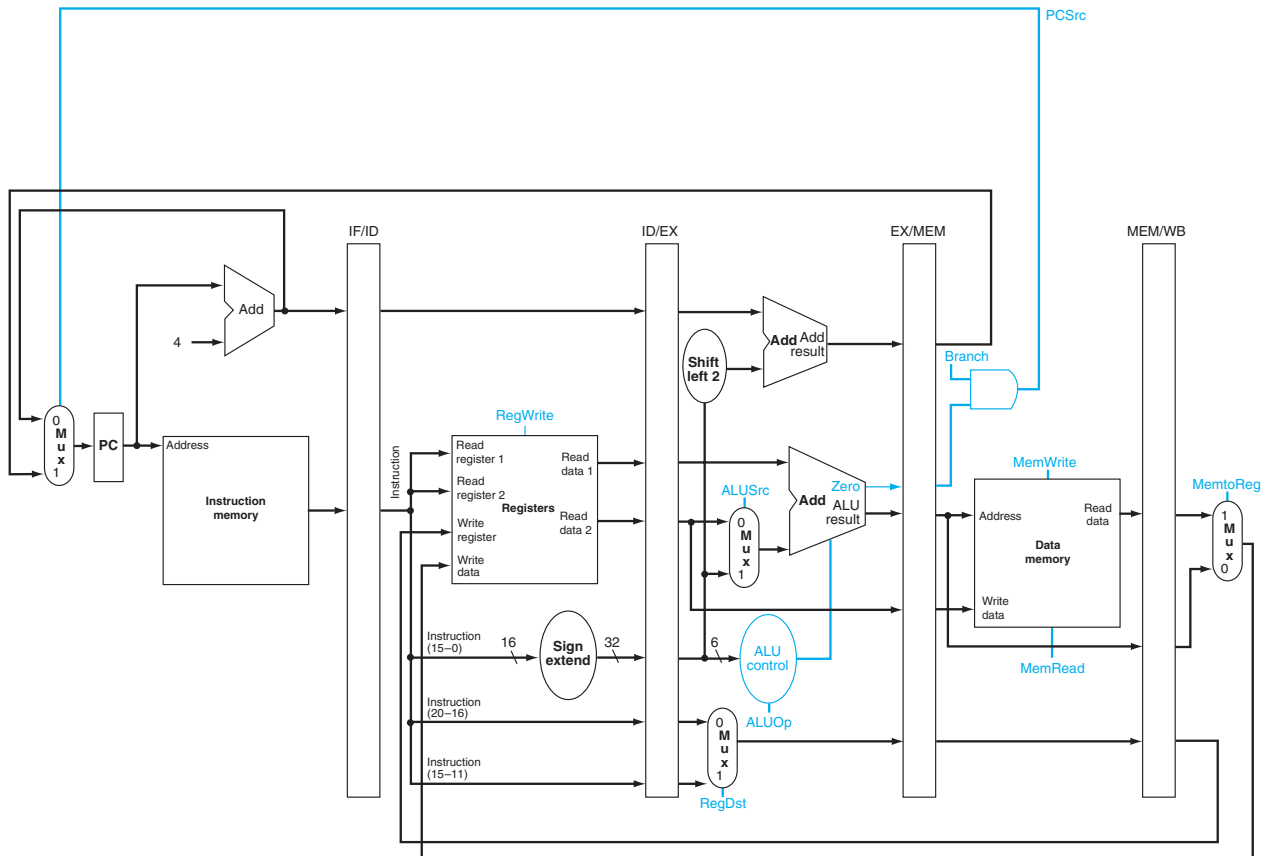 PCSrc
IF/ID
ID/EX
EX/MEM
MEM/WB
Add
4
Add Add
result
Shift
left 2
Branch
0
M
u
x
1
PC
Address
Instruction
memory
Instruction
RegWrite
Read
register 1
Read
register 2
Write
register
Write
data
Registers
Read
data 1
Read
data 2
ALUSrc
0
M
u
x
1
Add
Zero
ALU
result
MemWrite
Address
Read
data
Data
memory
Write
data
MemRead
MemtoReg
1
M
u
x
0
Instruction
(15–0)
16
Sign
extend
32
6
ALU
control
ALUOp
Instruction
(20–16)
Instruction
(15–11)
0
M
u
x
1
RegDst